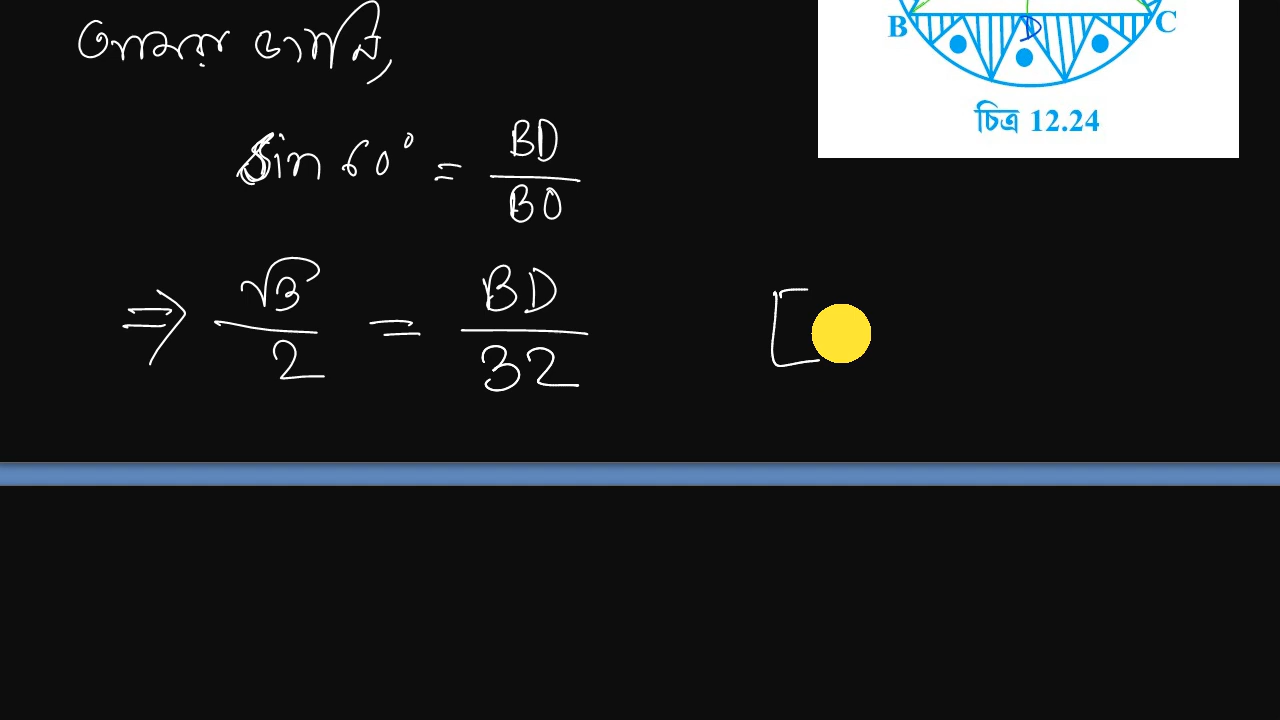 আমরা জানি,
B D C
চিত্র 12.24
sin 60° = BD/BO
⇒ √3/2 = BD/32 [